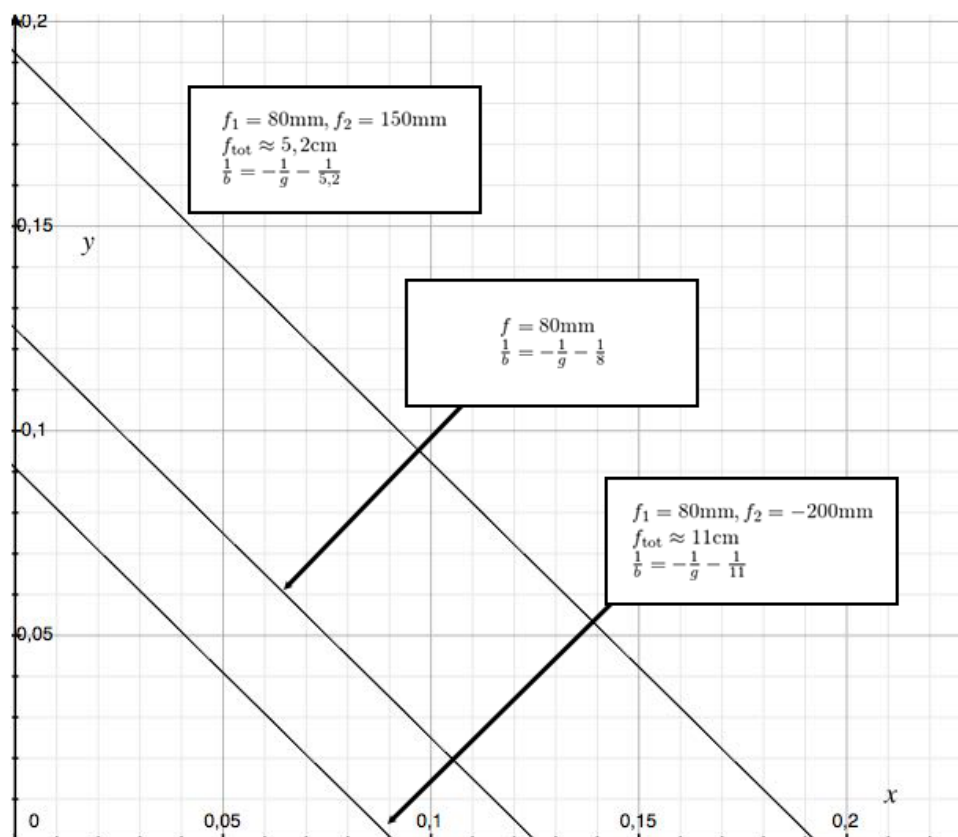 0,2
f₁ = 80mm, f₂ = 150mm
f_tot ≈ 5,2cm
1/b = −1/g − 1/5,2
0,15
y
f = 80mm
1/b = −1/g − 1/8
0,1
f₁ = 80mm, f₂ = −200mm
f_tot ≈ 11cm
1/b = −1/g − 1/11
0,05
x
0 0,05 0,1 0,15 0,2